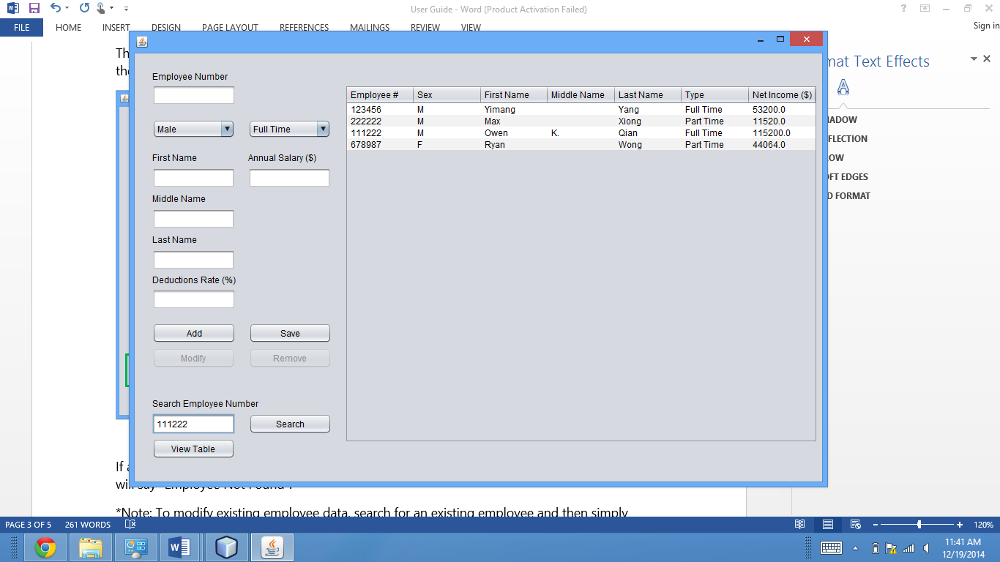 User Guide - Word (Product Activation Failed)
FILE HOME INSERT DESIGN PAGE LAYOUT REFERENCES MAILINGS REVIEW VIEW
Sign in
Th
the
mat Text Effects
ADOW
FLECTION
OW
OFT EDGES
D FORMAT
Employee Number
Male Full Time
First Name Annual Salary ($)
Middle Name
Last Name
Deductions Rate (%)
Add Save
Modify Remove
Search Employee Number
111222 Search
View Table
Employee # Sex First Name Middle Name Last Name Type Net Income ($)
123456 M Yimang Yang Full Time 53200.0
222222 M Max Xiong Part Time 11520.0
111222 M Owen K. Qian Full Time 115200.0
678987 F Ryan Wong Part Time 44064.0
If a
will say "Employee Not Found".
*Note: To modify existing employee data, search for an existing employee and then simply
PAGE 3 OF 5 261 WORDS 120%
11:41 AM
12/19/2014